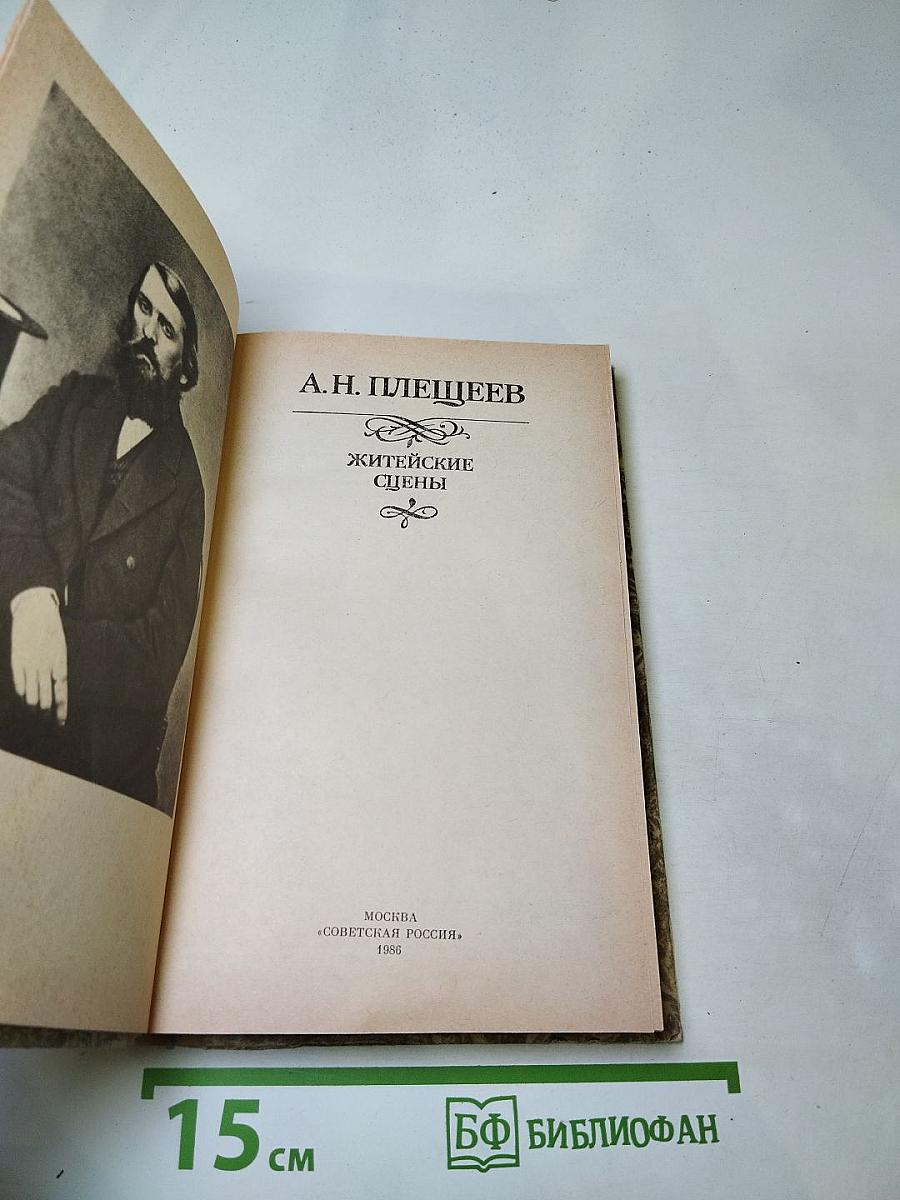 А. Н. ПЛЕЩЕЕВ
ЖИТЕЙСКИЕ
СЦЕНЫ
МОСКВА
«СОВЕТСКАЯ РОССИЯ»
1986
15 см
БФ БИБЛИОФАН